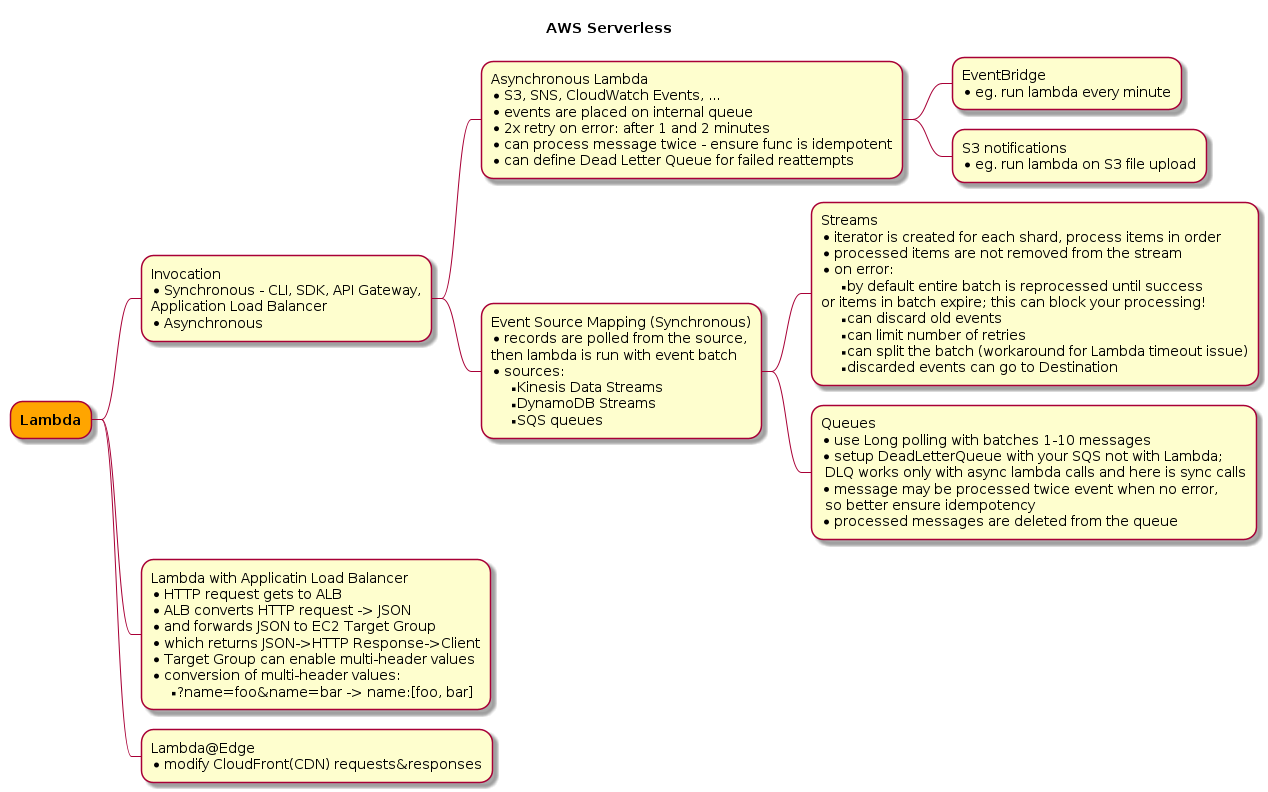 AWS Serverless
Lambda
Invocation
• Synchronous - CLI, SDK, API Gateway,
Application Load Balancer
• Asynchronous
Asynchronous Lambda
• S3, SNS, CloudWatch Events, ...
• events are placed on internal queue
• 2x retry on error: after 1 and 2 minutes
• can process message twice - ensure func is idempotent
• can define Dead Letter Queue for failed reattempts
EventBridge
• eg. run lambda every minute
S3 notifications
• eg. run lambda on S3 file upload
Event Source Mapping (Synchronous)
• records are polled from the source,
then lambda is run with event batch
• sources:
▪Kinesis Data Streams
▪DynamoDB Streams
▪SQS queues
Streams
• iterator is created for each shard, process items in order
• processed items are not removed from the stream
• on error:
▪by default entire batch is reprocessed until success
or items in batch expire; this can block your processing!
▪can discard old events
▪can limit number of retries
▪can split the batch (workaround for Lambda timeout issue)
▪discarded events can go to Destination
Queues
• use Long polling with batches 1-10 messages
• setup DeadLetterQueue with your SQS not with Lambda;
DLQ works only with async lambda calls and here is sync calls
• message may be processed twice event when no error,
so better ensure idempotency
• processed messages are deleted from the queue
Lambda with Applicatin Load Balancer
• HTTP request gets to ALB
• ALB converts HTTP request -> JSON
• and forwards JSON to EC2 Target Group
• which returns JSON->HTTP Response->Client
• Target Group can enable multi-header values
• conversion of multi-header values:
▪?name=foo&name=bar -> name:[foo, bar]
Lambda@Edge
• modify CloudFront(CDN) requests&responses